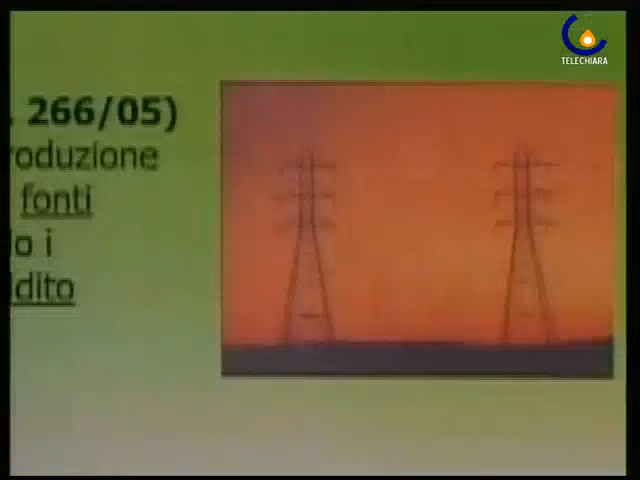 . 266/05)
roduzione
fonti
o i
dito
TELECHIARA